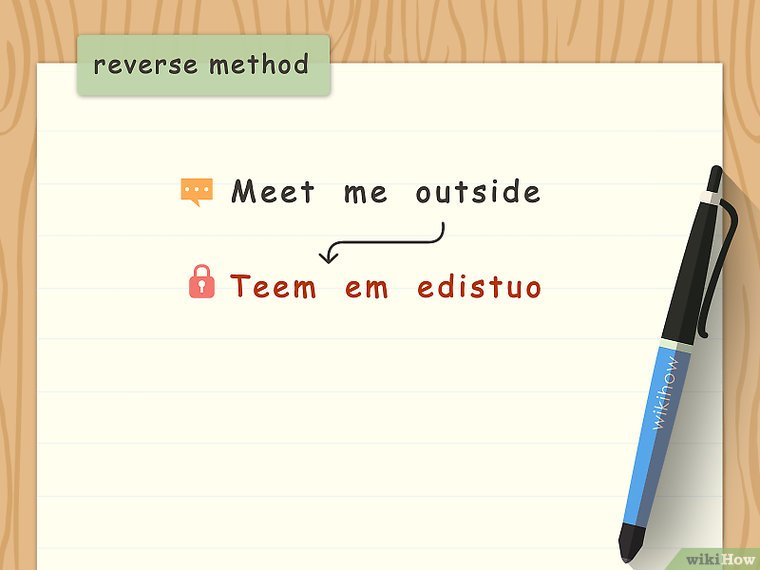 reverse method
Meet me outside
Teem em edistuo
wikihow
wikiHow